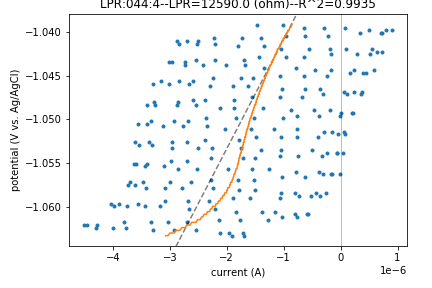 LPR:044:4--LPR=12590.0 (ohm)--R^2=0.9935
−1.040
−1.045
−1.050
−1.055
−1.060
potential (V vs. Ag/AgCl)
−4
−3
−2
−1
0
1
1e−6
current (A)